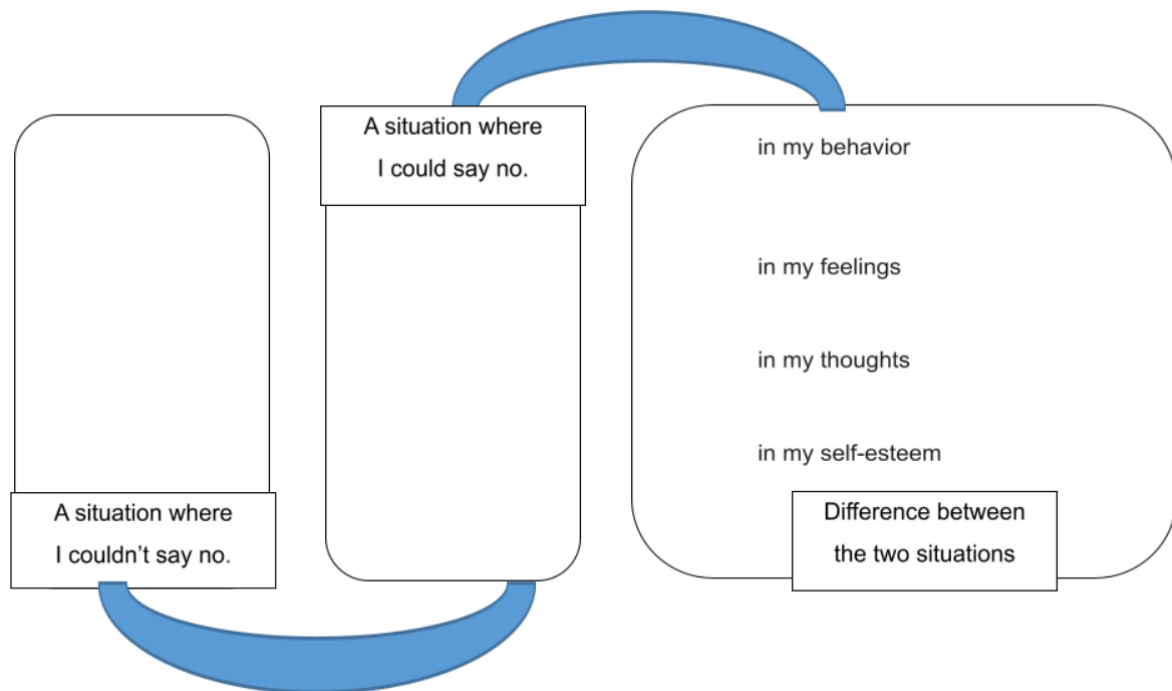 A situation where
I couldn’t say no.
A situation where
I could say no.
in my behavior
in my feelings
in my thoughts
in my self-esteem
Difference between
the two situations